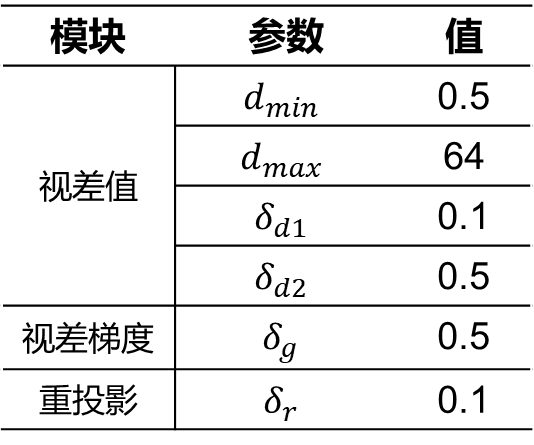 模块 参数 值
视差值 d_min 0.5
d_max 64
δ_d1 0.1
δ_d2 0.5
视差梯度 δ_g 0.5
重投影 δ_r 0.1